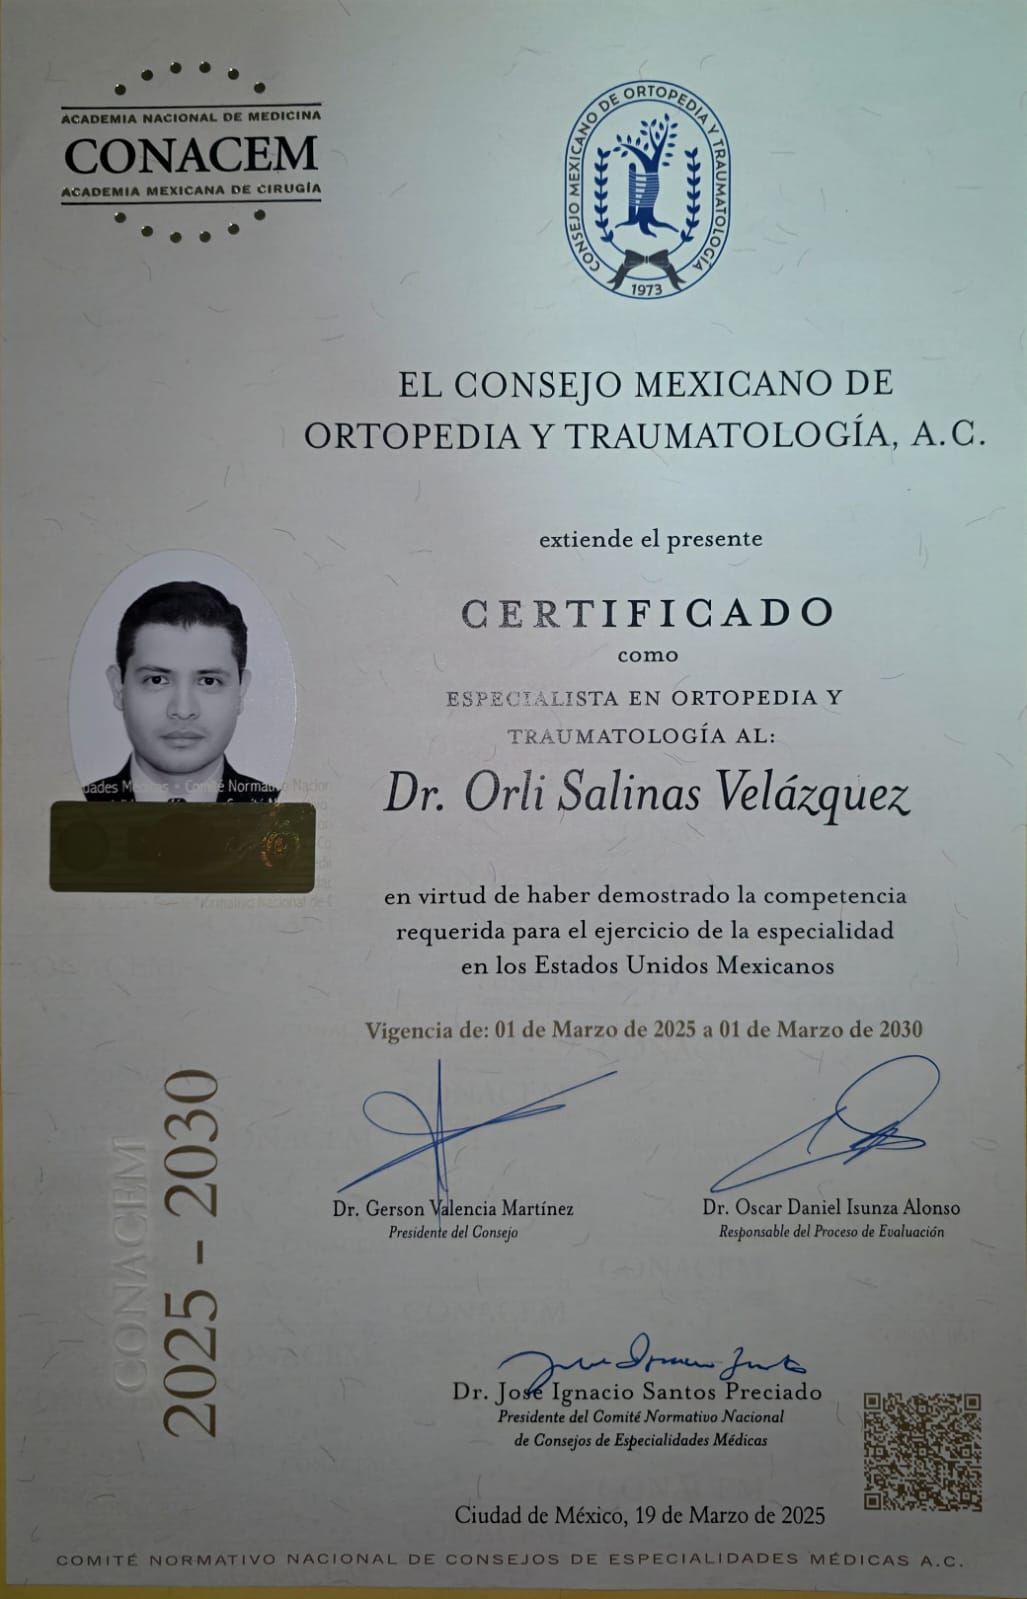 ACADEMIA NACIONAL DE MEDICINA
CONACEM
ACADEMIA MEXICANA DE CIRUGÍA
CONSEJO MEXICANO DE ORTOPEDIA Y TRAUMATOLOGÍA
1973
EL CONSEJO MEXICANO DE
ORTOPEDIA Y TRAUMATOLOGÍA, A.C.
extiende el presente
CERTIFICADO
como
ESPECIALISTA EN ORTOPEDIA Y
TRAUMATOLOGÍA AL:
Dr. Orli Salinas Velázquez
Comité Normativo Nacion
en virtud de haber demostrado la competencia
requerida para el ejercicio de la especialidad
en los Estados Unidos Mexicanos
Vigencia de: 01 de Marzo de 2025 a 01 de Marzo de 2030
CONACEM
2025 - 2030
Dr. Gerson Valencia Martínez
Presidente del Consejo
Dr. Oscar Daniel Isunza Alonso
Responsable del Proceso de Evaluación
Dr. José Ignacio Santos Preciado
Presidente del Comité Normativo Nacional
de Consejos de Especialidades Médicas
Ciudad de México, 19 de Marzo de 2025
COMITÉ NORMATIVO NACIONAL DE CONSEJOS DE ESPECIALIDADES MÉDICAS A.C.